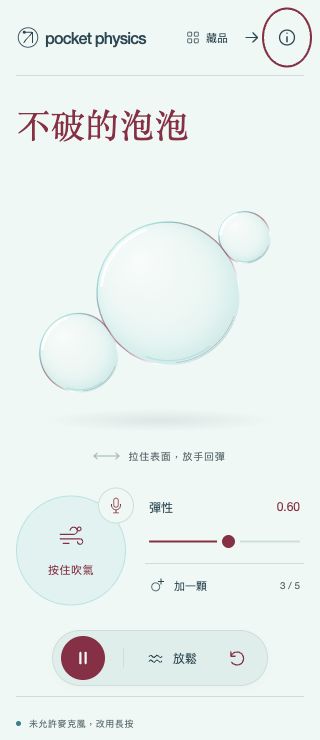 pocket physics 藏品
不破的泡泡
拉住表面，放手回彈
按住吹氣
彈性 0.60
加一顆 3 / 5
放鬆
未允許麥克風，改用長按